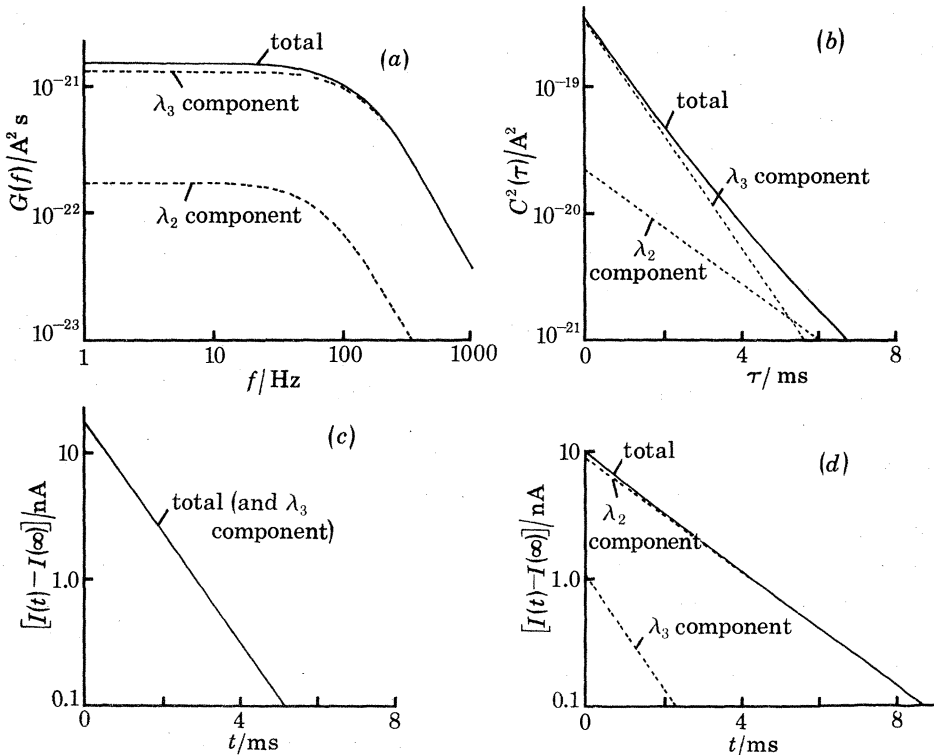 (a)
total
λ₃ component
λ₂ component
10⁻²¹
10⁻²²
10⁻²³
G(f)/A² s
1 10 100 1000
f/Hz
(b)
total
λ₃ component
λ₂
component
10⁻¹⁹
10⁻²⁰
10⁻²¹
C²(τ)/A²
0 4 8
τ/ms
(c)
total (and λ₃
component)
10
1.0
0.1
[I(t)−I(∞)]/nA
0 4 8
t/ms
(d)
total
λ₂
component
λ₃ component
10
1.0
0.1
[I(t)−I(∞)]/nA
0 4 8
t/ms